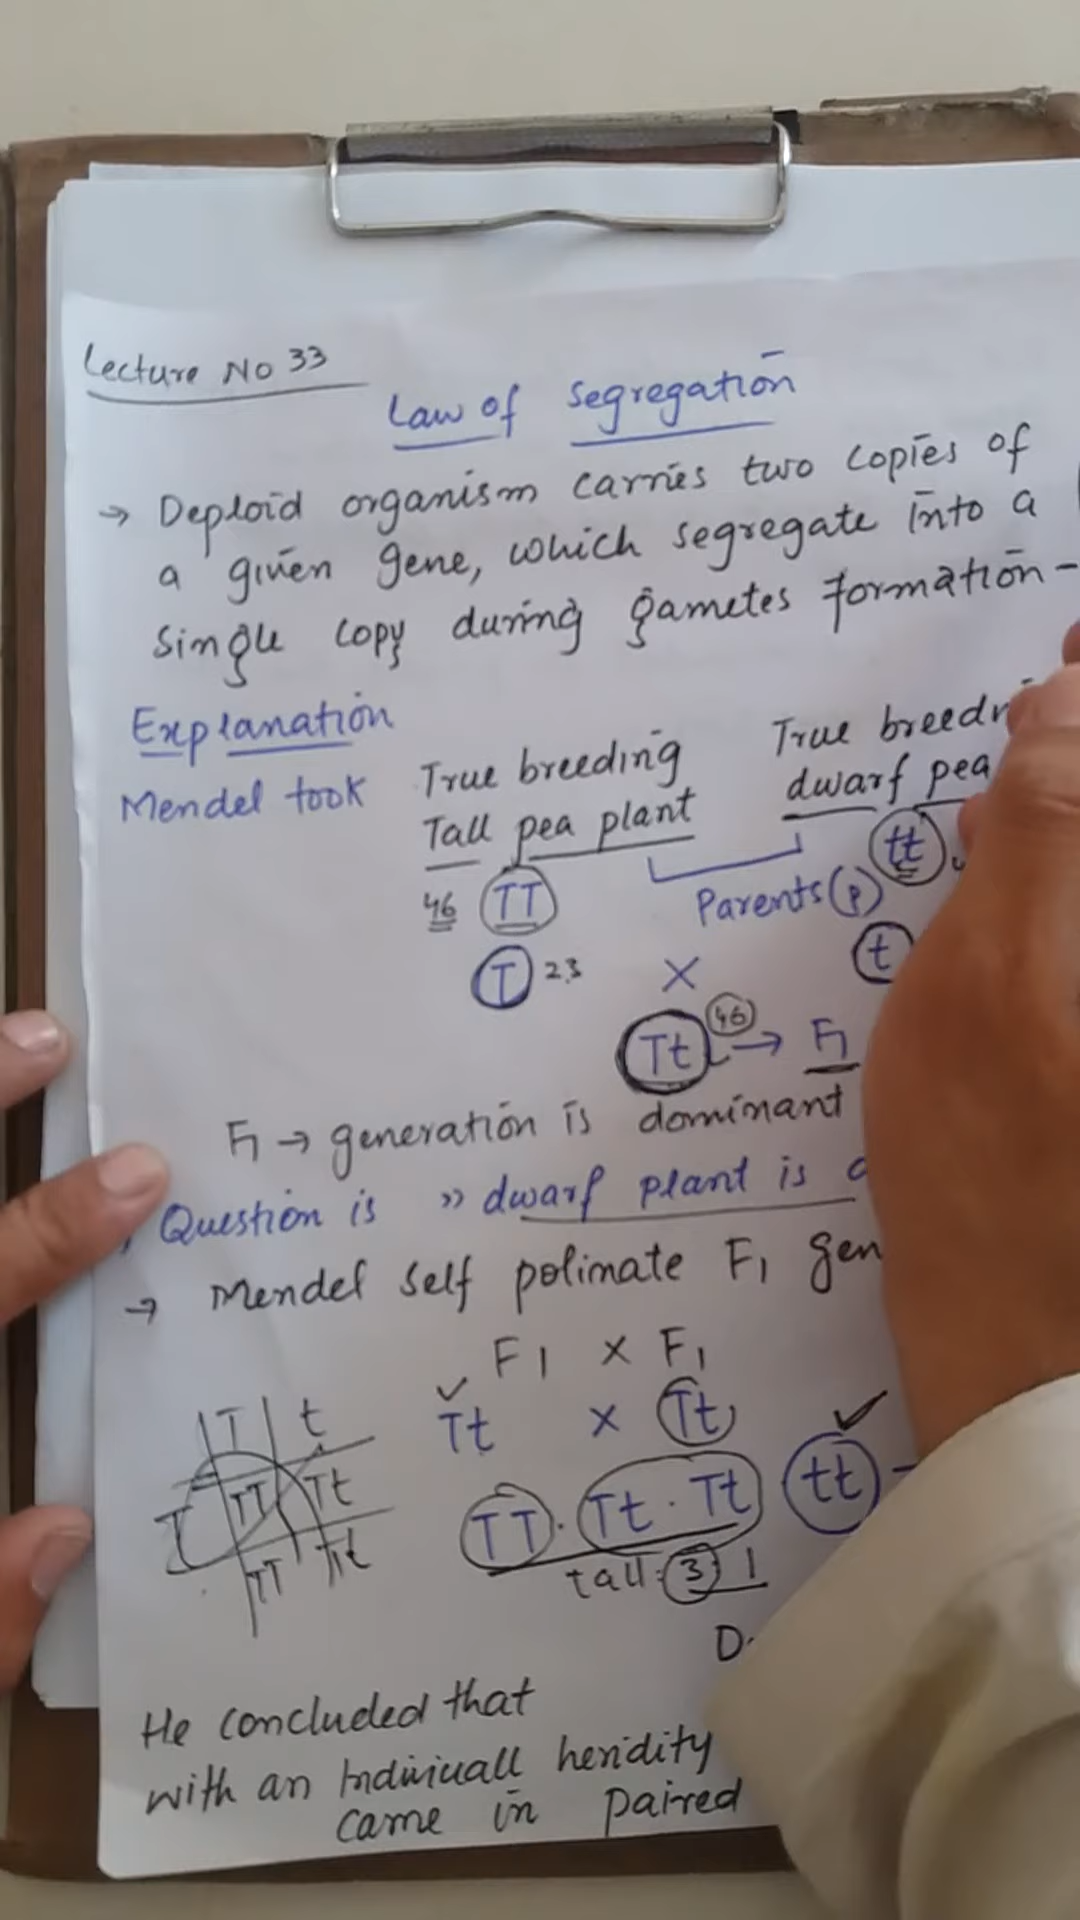 Lecture No 33
Law of segregation
→ Deploid organism carries two copies of
a given gene, which segregate into a
single copy during gametes formation-
Explanation
Mendel took True breeding
Tall pea plant
True
dwarf pea
46 TT
tt
Parents (P)
T 23 X t
Tt 46 → F1
F1 → generation is dominant
Question is » dwarf plant is
→ Mendel self polinate F1
F1 x F1
Tt x Tt
T t
T TT Tt
TT Tt
TT . Tt . Tt tt
tall : 3 : 1
He concluded that
with an heridity
came in paired